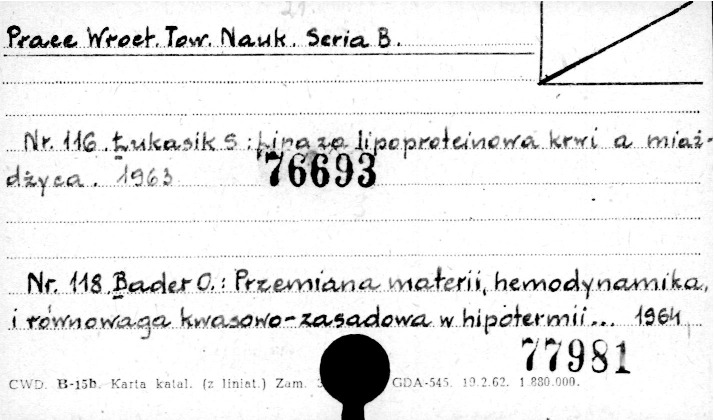 Prace Wrocł. Tow. Nauk. Seria B.
Nr. 116. Łukasik S: Lipaza lipoproteinowa krwi a miaż-
dżyca. 1963
76693
Nr. 118. Bader O.: Przemiana materii, hemodynamika,
i równowaga kwasowo-zasadowa w hipotermii... 1964
77981
CWD. B-15b. Karta katal. (z liniat.) Zam. GDA-545. 19.2.62. 1.880.000.